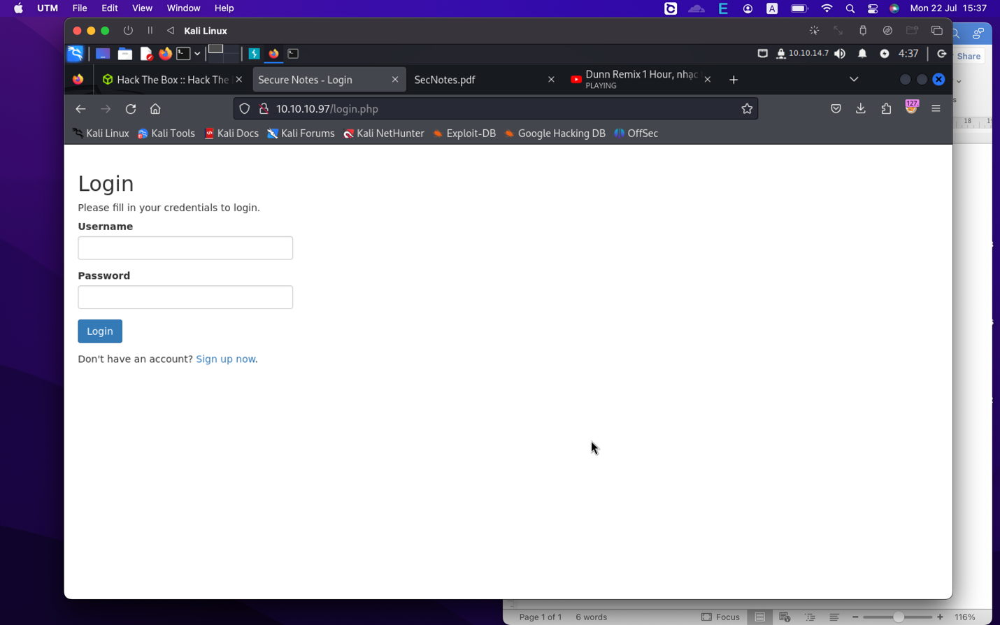 UTM File Edit View Window Help E A Mon 22 Jul 15:37
Kali Linux
10.10.14.7 4:37
Hack The Box :: Hack The Secure Notes - Login SecNotes.pdf Dunn Remix 1 Hour, nhạc
PLAYING
Share
10.10.10.97/login.php 127.
Kali Linux Kali Tools Kali Docs Kali Forums Kali NetHunter Exploit-DB Google Hacking DB OffSec
18
Login
Please fill in your credentials to login.
Username
Password
Login
Don't have an account? Sign up now.
Page 1 of 1 6 words Focus 116%